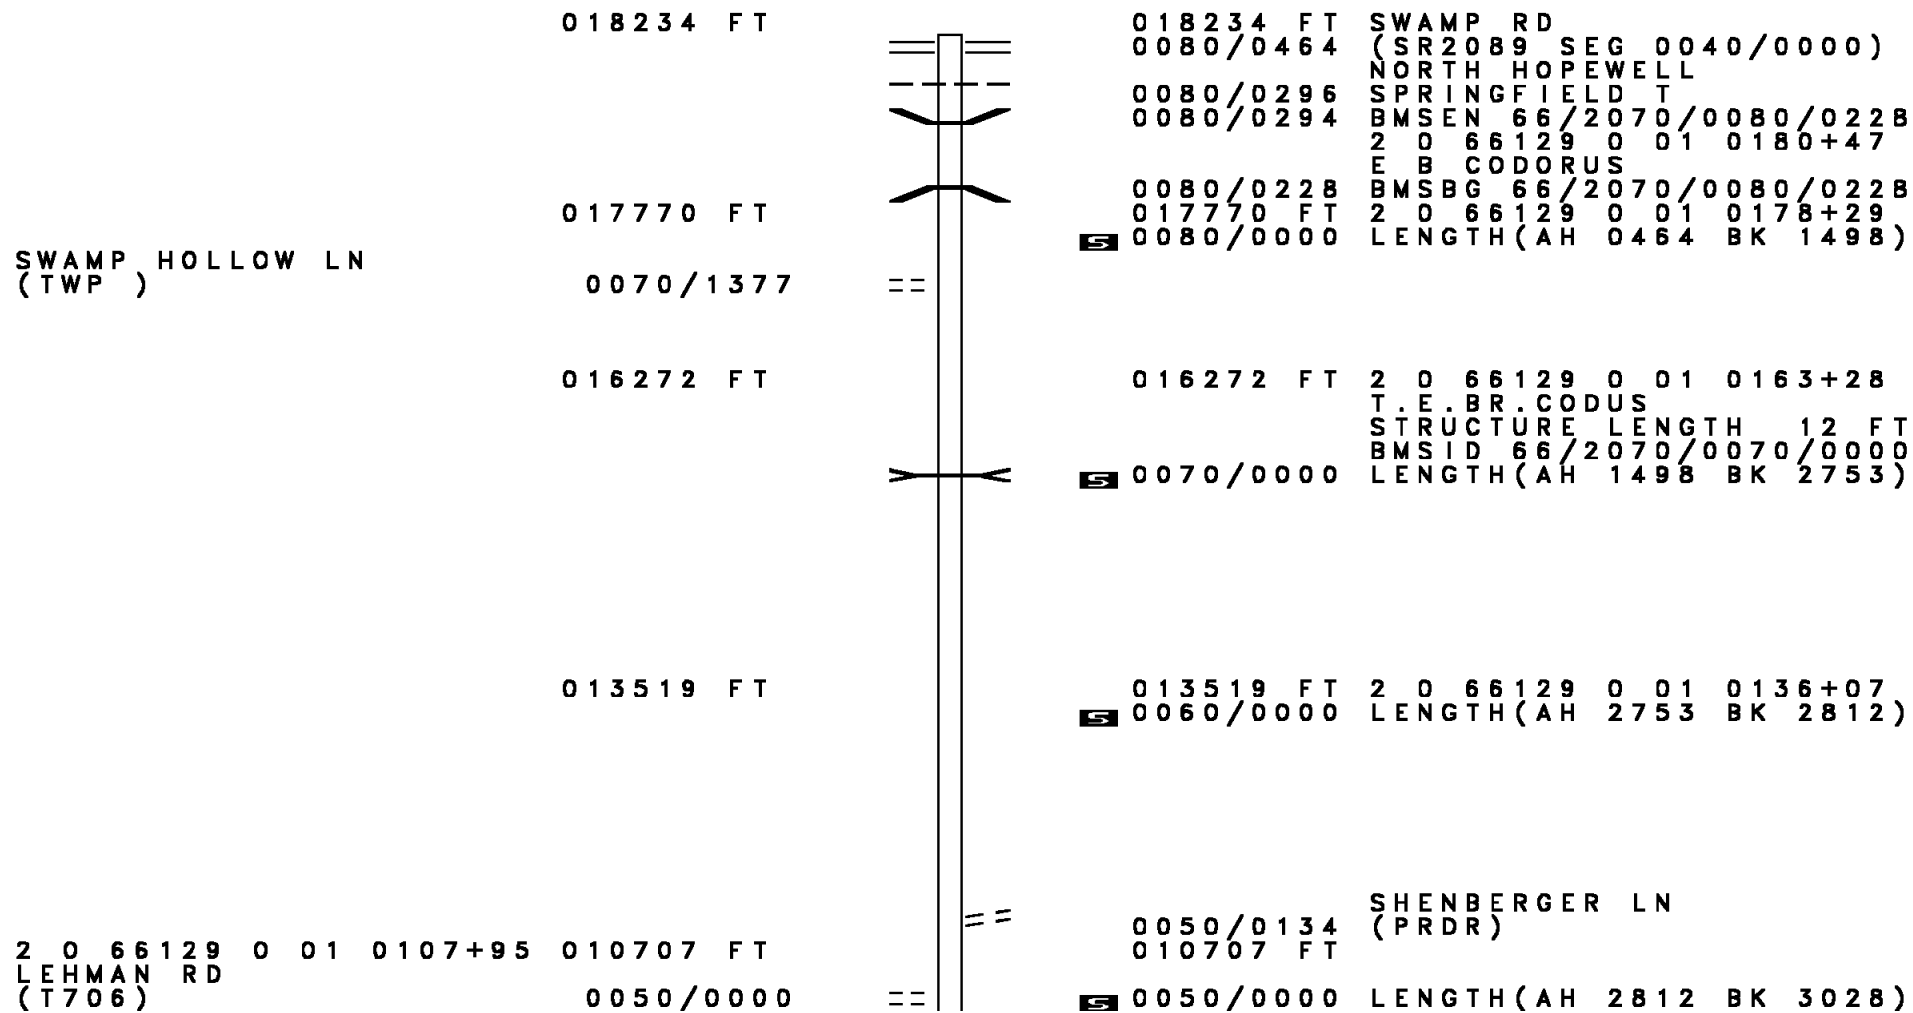 018234 FT 018234 FT SWAMP RD
0080/0464 (SR2089 SEG 0040/0000)
NORTH HOPEWELL
0080/0296 SPRINGFIELD T
0080/0294 BMSEN 66/2070/0080/0228
2 0 66129 0 01 0180+47
E B CODORUS
0080/0228 BMSBG 66/2070/0080/0228
017770 FT 017770 FT 2 0 66129 0 01 0178+29
S 0080/0000 LENGTH(AH 0464 BK 1498)
SWAMP HOLLOW LN
(TWP ) 0070/1377
016272 FT 016272 FT 2 0 66129 0 01 0163+28
T.E.BR.CODUS
STRUCTURE LENGTH 12 FT
BMSID 66/2070/0070/0000
S 0070/0000 LENGTH(AH 1498 BK 2753)
013519 FT 013519 FT 2 0 66129 0 01 0136+07
S 0060/0000 LENGTH(AH 2753 BK 2812)
SHENBERGER LN
0050/0134 (PRDR)
2 0 66129 0 01 0107+95 010707 FT 010707 FT
LEHMAN RD
(T706) 0050/0000 S 0050/0000 LENGTH(AH 2812 BK 3028)